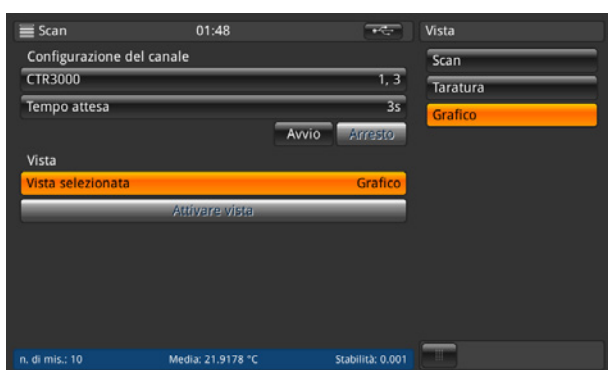 Scan 01:48
Configurazione del canale
CTR3000 1, 3
Tempo attesa 3s
Avvio Arresto
Vista
Vista selezionata Grafico
Attivare vista
n. di mis.: 10 Media: 21.9178 °C Stabilità: 0.001
Vista
Scan
Taratura
Grafico